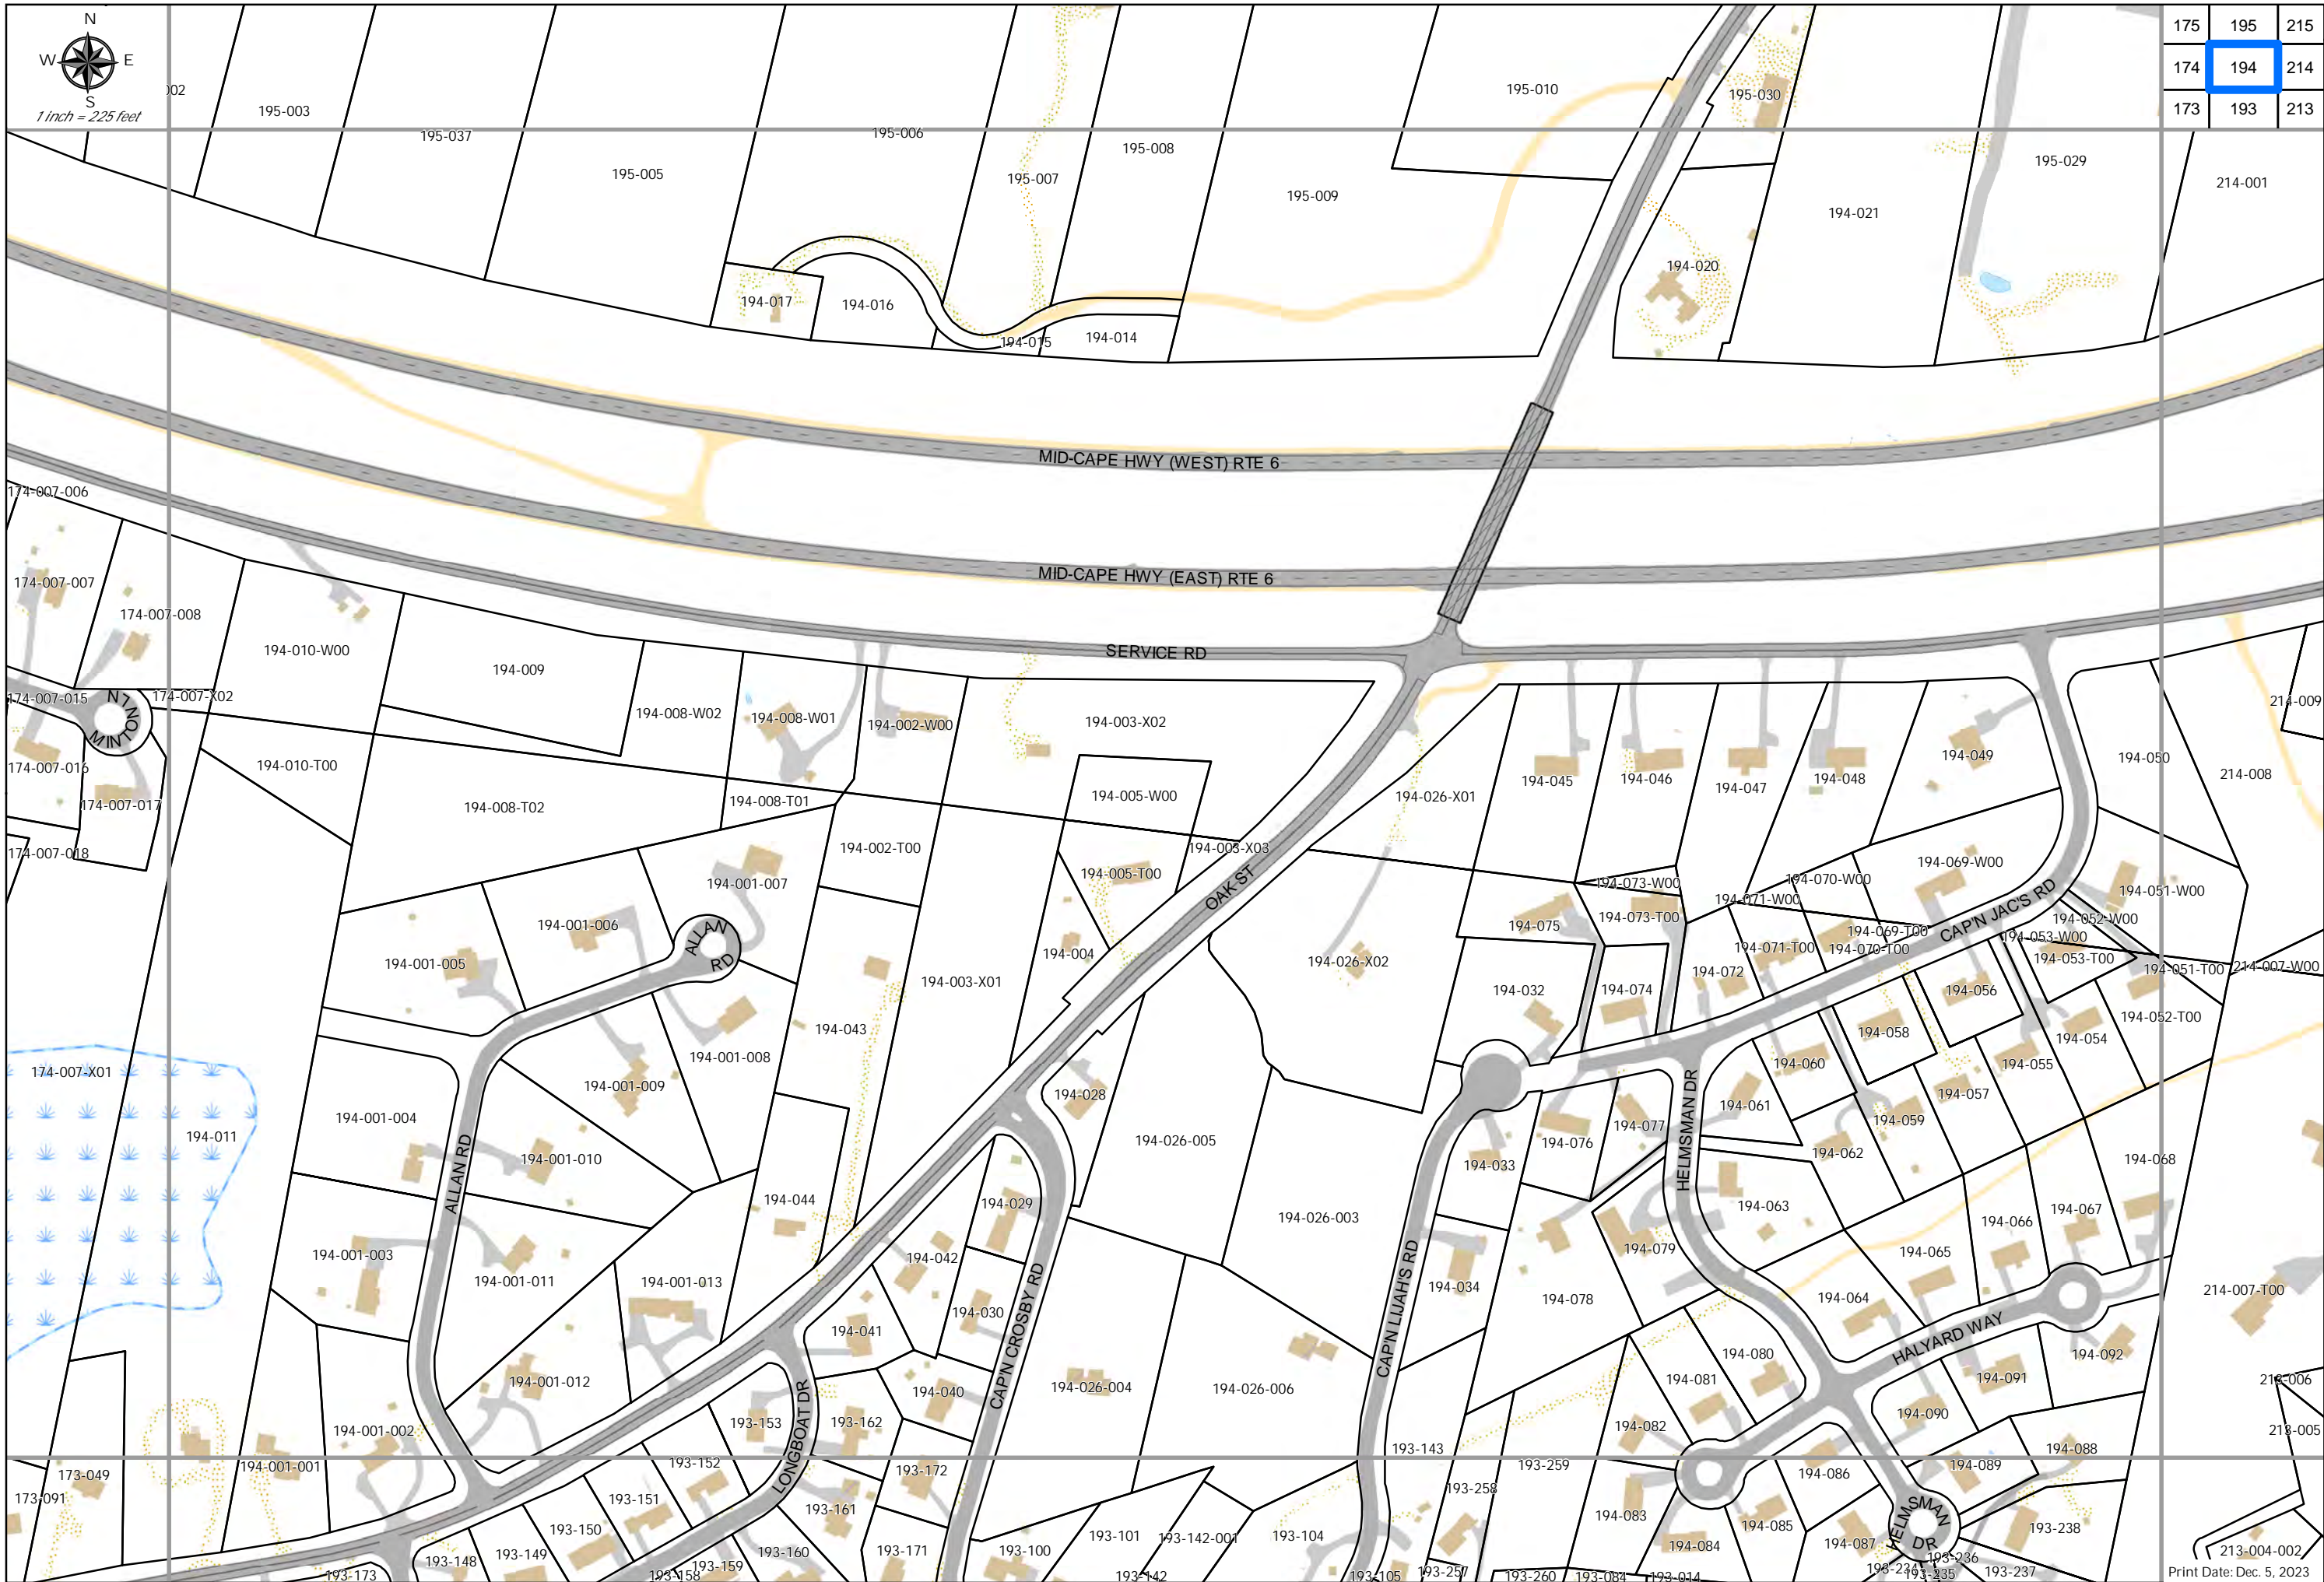 N
W E
S
1 inch = 225 feet
175 195 215
174 194 214
173 193 213
002
195-003
195-037
195-005
195-006
195-007
195-008
195-009
195-010
195-030
194-021
195-029
214-001
194-020
194-017
194-016
194-015
194-014
MID-CAPE HWY (WEST) RTE 6
MID-CAPE HWY (EAST) RTE 6
SERVICE RD
174-007-006
174-007-007
174-007-008
194-010-W00
194-009
194-008-W02
194-008-W01
194-002-W00
194-003-X02
174-007-015
174-007-X02
MINTON LN
174-007-016
174-007-017
174-007-018
194-010-T00
194-008-T02
194-008-T01
194-002-T00
194-005-W00
194-003-X03
194-005-T00
OAK ST
194-026-X01
194-045
194-046
194-047
194-048
194-049
194-050
214-009
214-008
194-001-007
194-001-006
194-001-005
ALLAN RD
194-004
194-003-X01
194-043
194-026-X02
194-075
194-073-W00
194-073-T00
194-071-W00
194-070-W00
194-069-W00
194-069-T00
194-070-T00
194-071-T00
194-072
CAP'N JAC'S RD
194-051-W00
194-052-W00
194-053-W00
194-053-T00
194-051-T00
214-007-W00
194-032
194-074
194-056
194-058
194-052-T00
194-054
194-055
194-057
194-059
194-060
194-061
194-062
174-007-X01
194-011
194-001-004
194-001-009
194-001-008
194-001-010
ALLAN RD
194-028
194-026-005
194-033
194-076
194-077
HELMSMAN DR
194-068
194-044
194-029
194-026-003
194-001-003
194-001-011
194-001-013
194-042
194-030
194-041
CAP'N CROSBY RD
CAP'N LIJAH'S RD
194-034
194-078
194-079
194-063
194-065
194-066
194-067
194-064
HALYARD WAY
214-007-T00
194-092
194-091
194-090
194-080
194-081
194-082
194-001-012
194-001-002
194-001-001
193-153
LONGBOAT DR
193-162
194-040
194-026-004
194-026-006
193-143
213-006
213-005
173-049
173-091
193-152
193-151
193-150
193-149
193-148
193-173
193-161
193-172
193-160
193-159
193-158
193-171
193-100
193-101
193-142-001
193-142
193-104
193-105
193-258
193-259
193-257
193-260
193-084
193-014
194-083
194-084
194-085
194-086
194-087
194-088
194-089
HELMSMAN DR
193-238
193-236
193-235
193-237
213-004-002
Print Date: Dec. 5, 2023